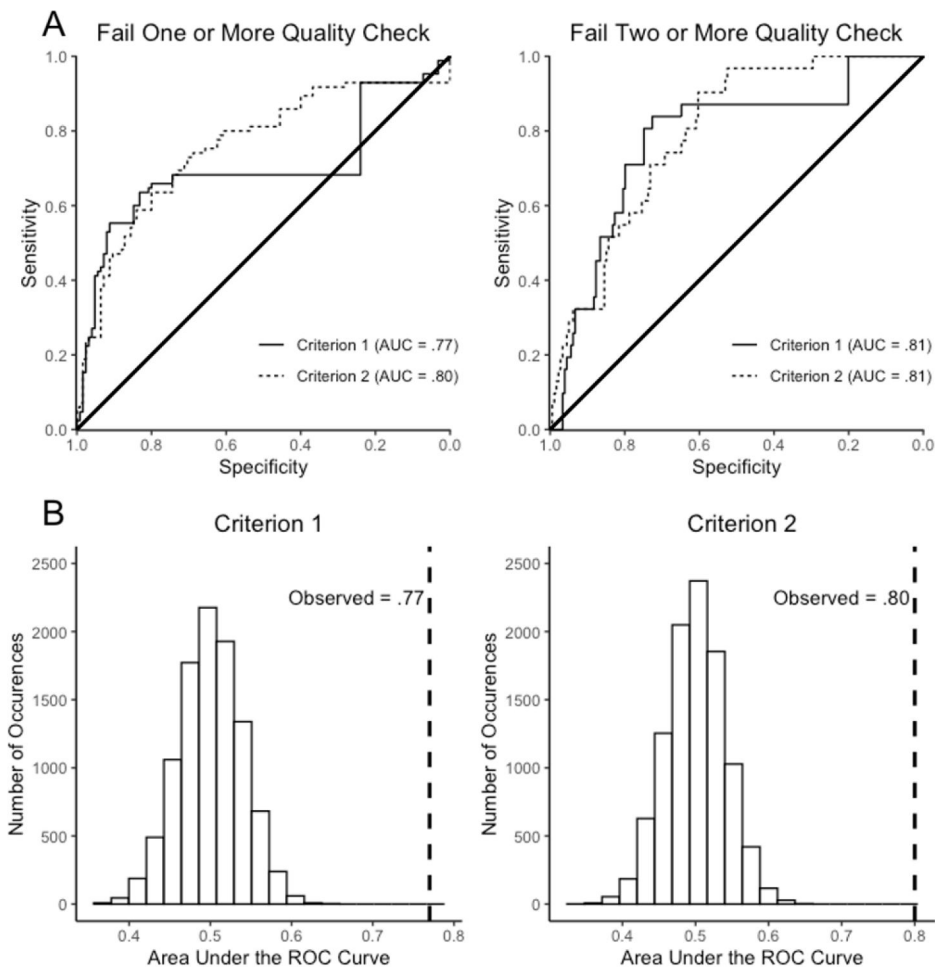 A
Fail One or More Quality Check
Fail Two or More Quality Check
1.0
0.8
0.6
0.4
0.2
0.0
Sensitivity
Criterion 1 (AUC = .77)
Criterion 2 (AUC = .80)
1.0
0.8
0.6
0.4
0.2
0.0
Specificity
1.0
0.8
0.6
0.4
0.2
0.0
Sensitivity
Criterion 1 (AUC = .81)
Criterion 2 (AUC = .81)
1.0
0.8
0.6
0.4
0.2
0.0
Specificity
B
Criterion 1
2500
2000
1500
1000
500
0
Number of Occurences
Observed = .77
0.4
0.5
0.6
0.7
0.8
Area Under the ROC Curve
Criterion 2
2500
2000
1500
1000
500
0
Number of Occurences
Observed = .80
0.4
0.5
0.6
0.7
0.8
Area Under the ROC Curve